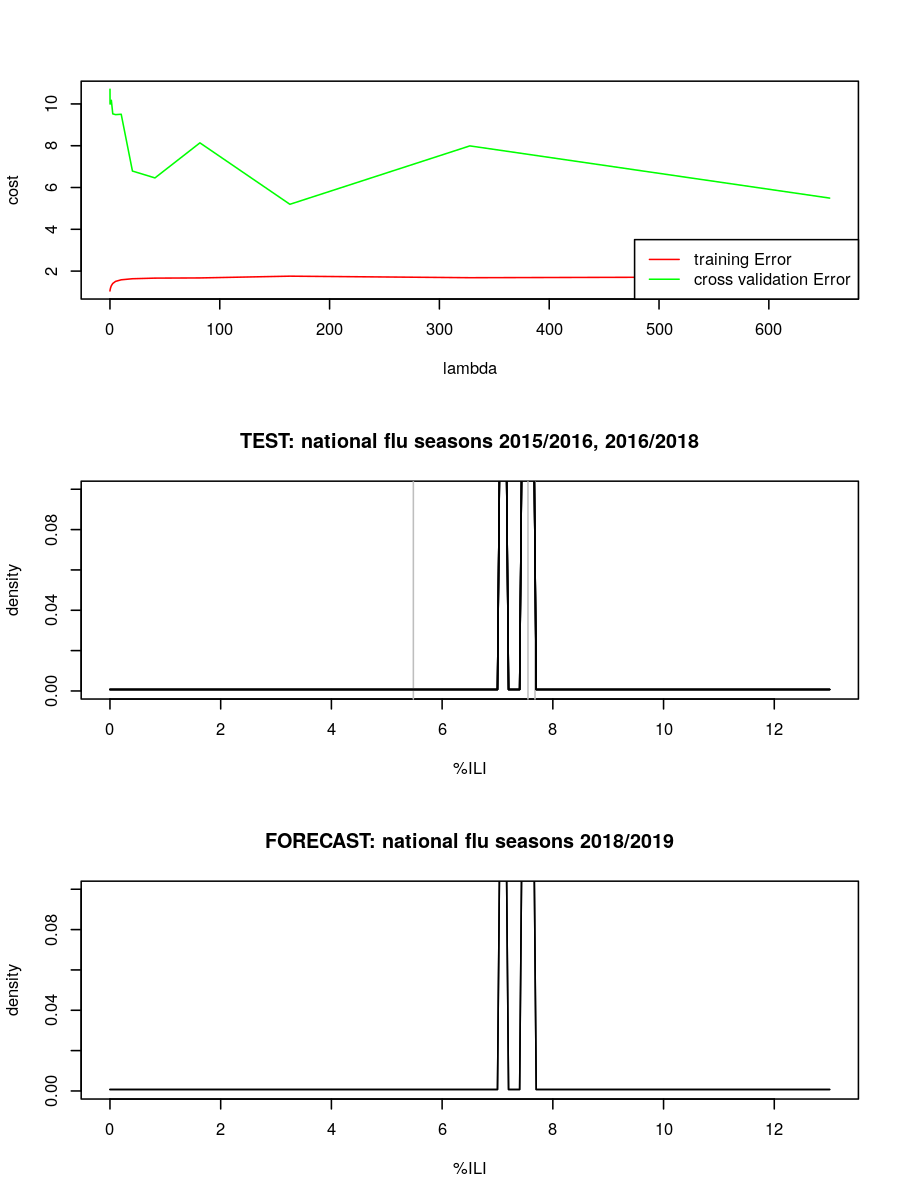 cost
10
8
6
4
2
training Error
cross validation Error
0 100 200 300 400 500 600
lambda
TEST: national flu seasons 2015/2016, 2016/2018
density
0.08
0.04
0.00
0 2 4 6 8 10 12
%ILI
FORECAST: national flu seasons 2018/2019
density
0.08
0.04
0.00
0 2 4 6 8 10 12
%ILI